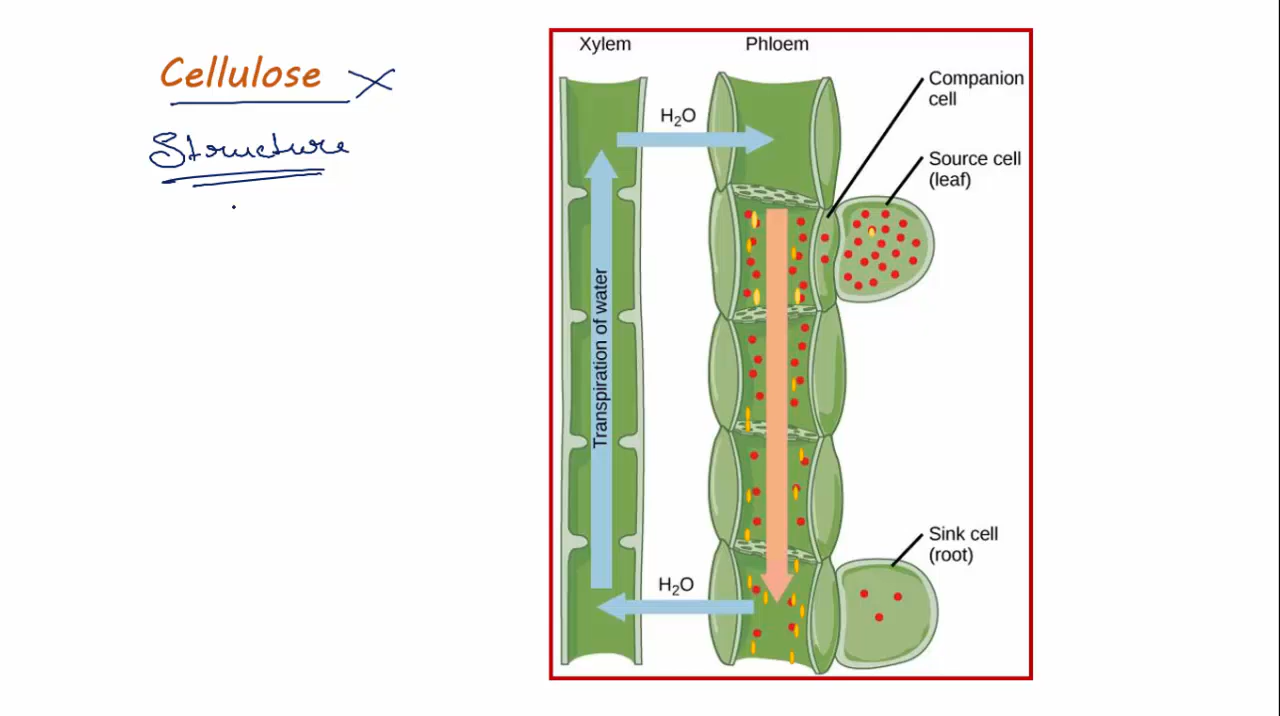 Cellulose X
Structure
Xylem
Phloem
H₂O
Companion
cell
Source cell
(leaf)
Transpiration of water
Sink cell
(root)
H₂O